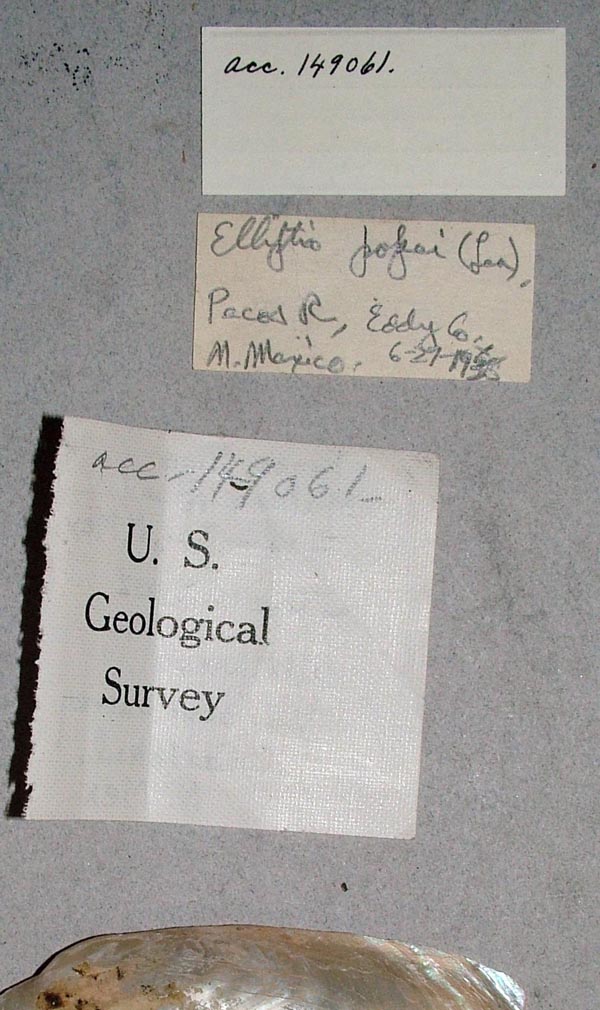 acc. 149061.
Elliptio popei (Lea),
Pecos R., Eddy Co.,
N. Mexico. 6-27-19
acc. 149061
U. S.
Geological
Survey